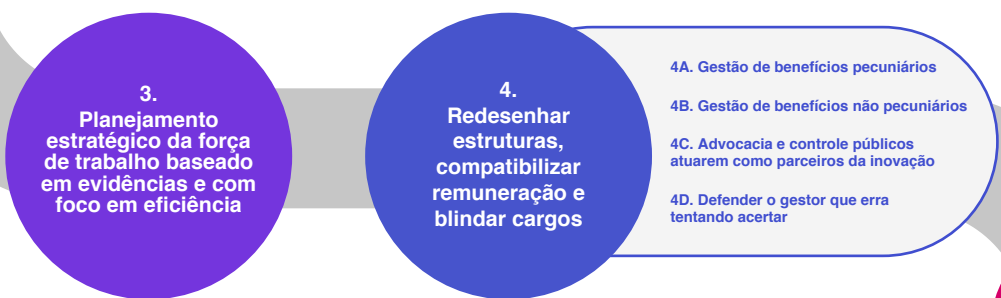 3.
Planejamento
estratégico da força
de trabalho baseado
em evidências e com
foco em eficiência
4.
Redesenhar
estruturas,
compatibilizar
remuneração e
blindar cargos
4A. Gestão de benefícios pecuniários
4B. Gestão de benefícios não pecuniários
4C. Advocacia e controle públicos
atuarem como parceiros da inovação
4D. Defender o gestor que erra
tentando acertar